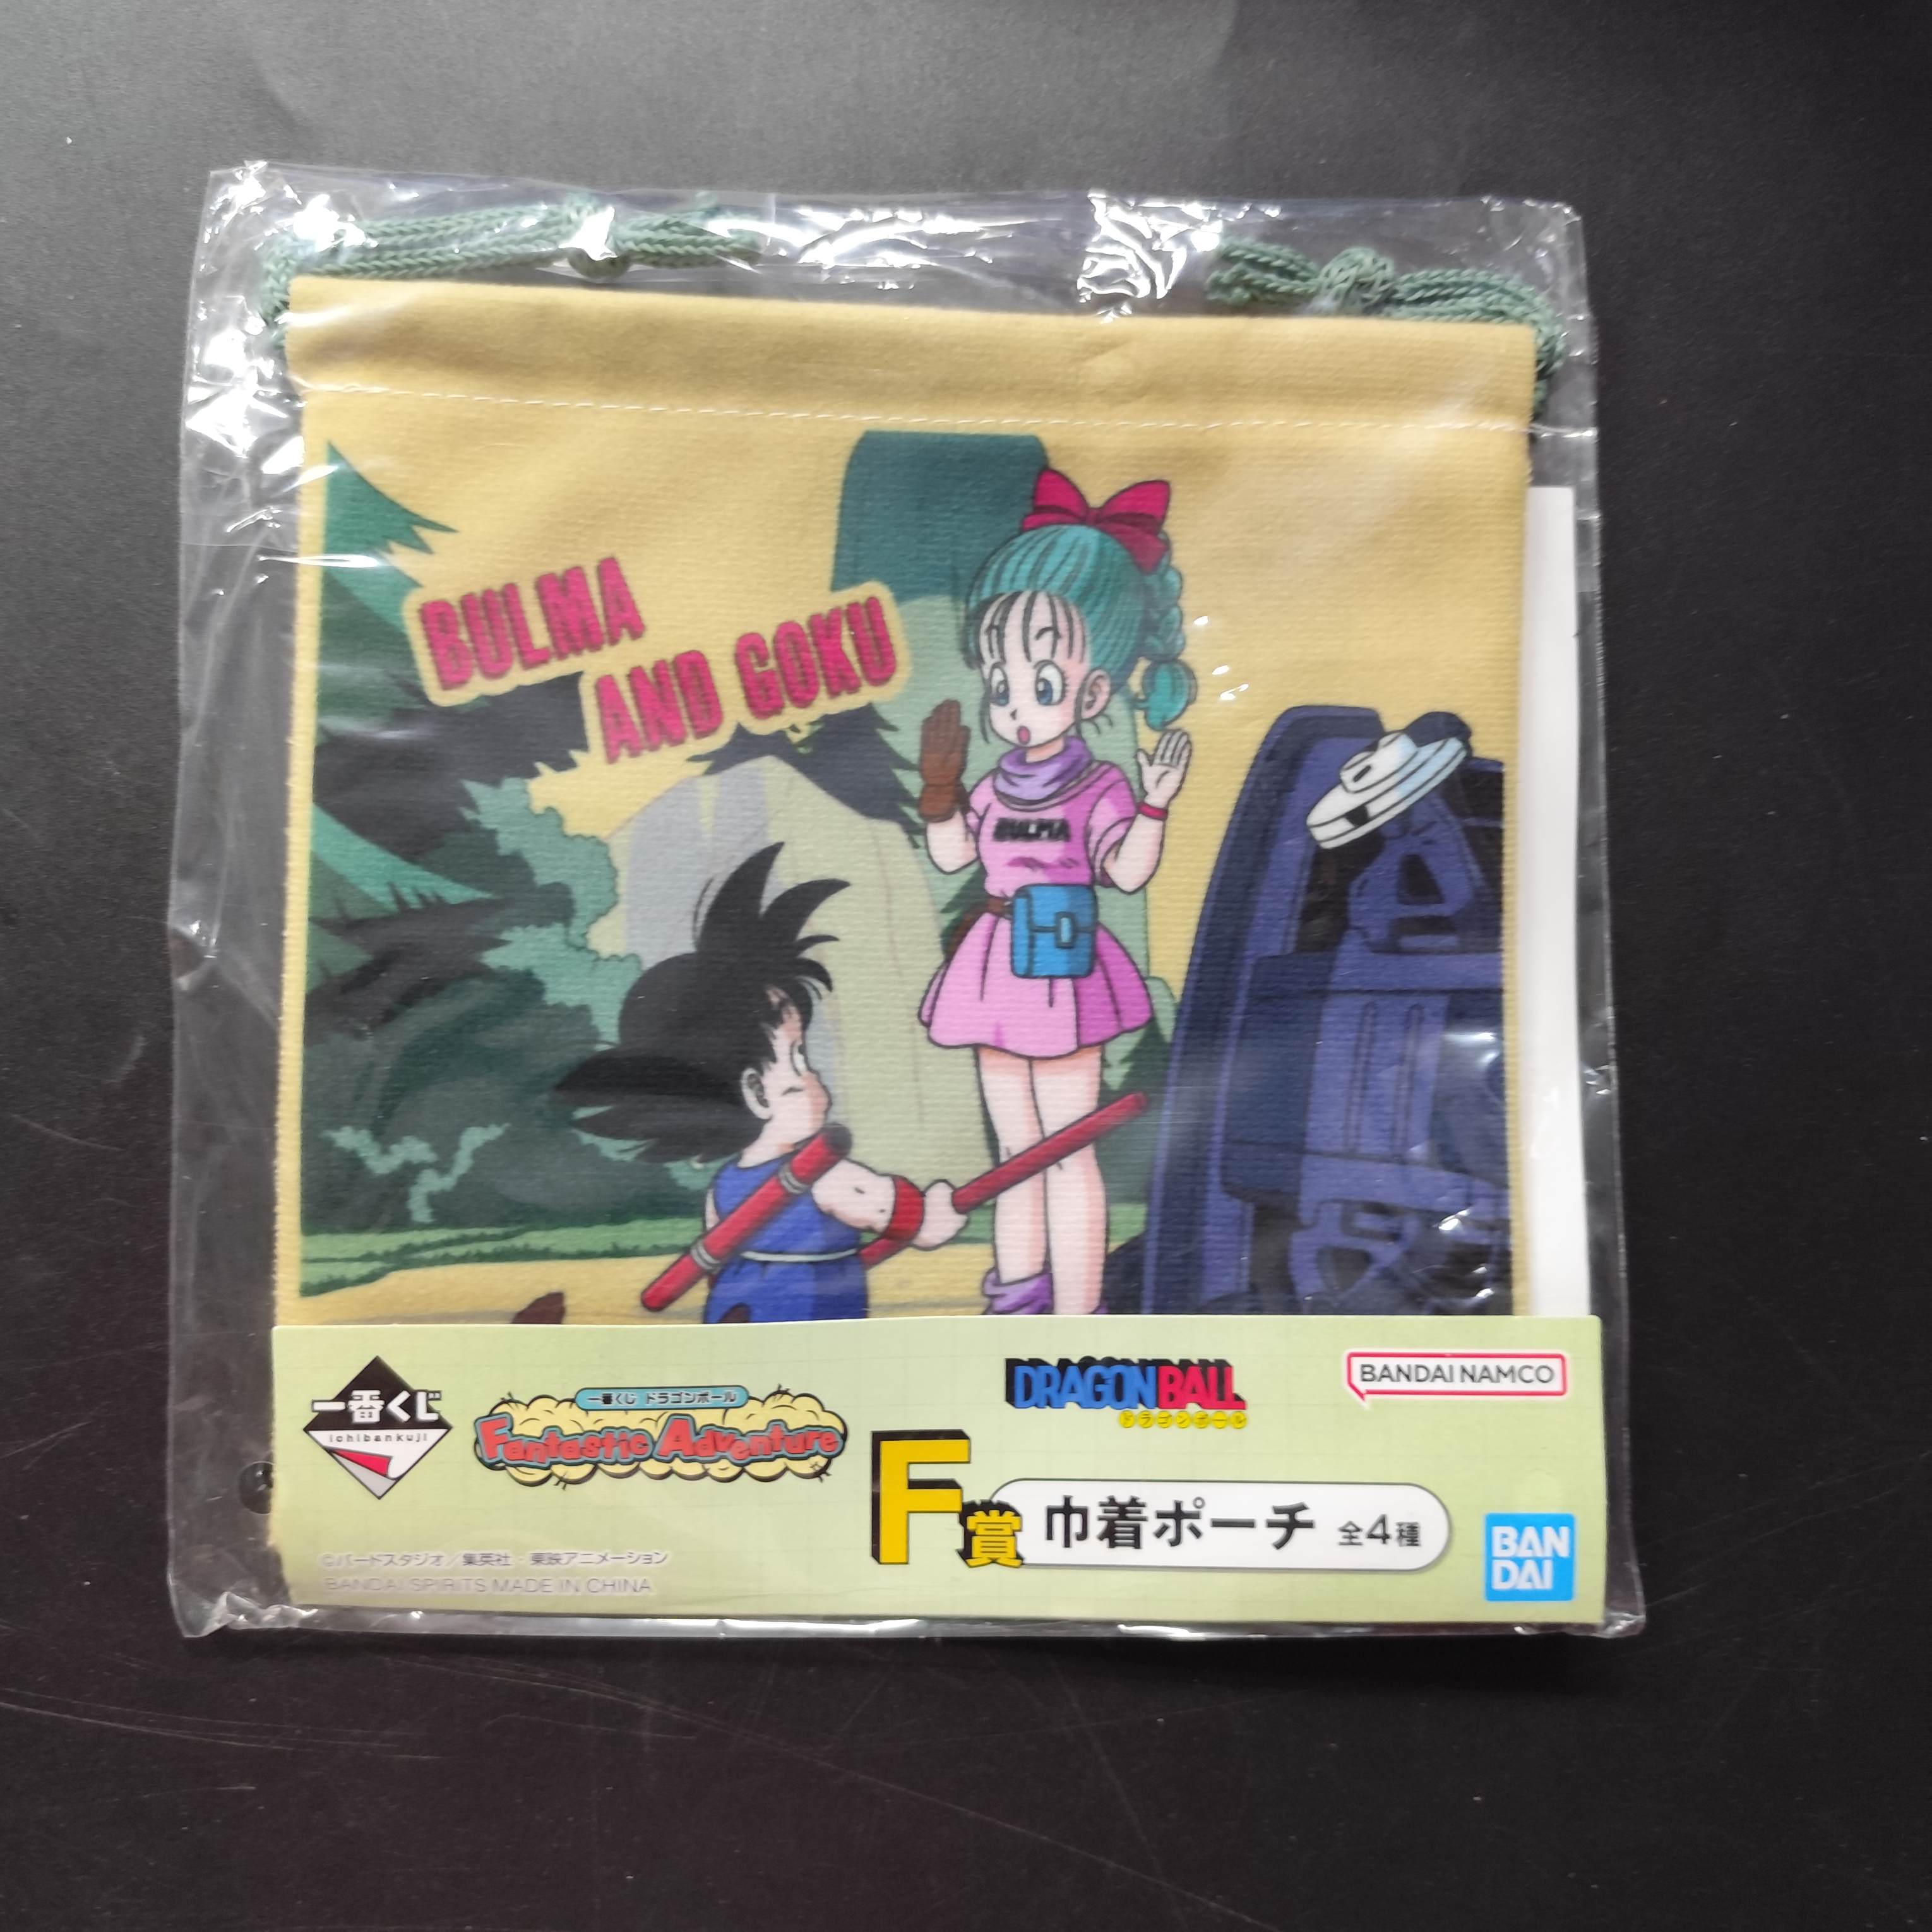 BULMA
AND GOKU
BULMA
一番くじ
ichibankuji
一番くじ ドラゴンボール
Fantastic Adventure
DRAGON BALL
ドラゴンボール
BANDAI NAMCO
F賞
巾着ポーチ 全4種
©バードスタジオ/集英社・東映アニメーション
BANDAI SPIRITS MADE IN CHINA
BAN
DAI